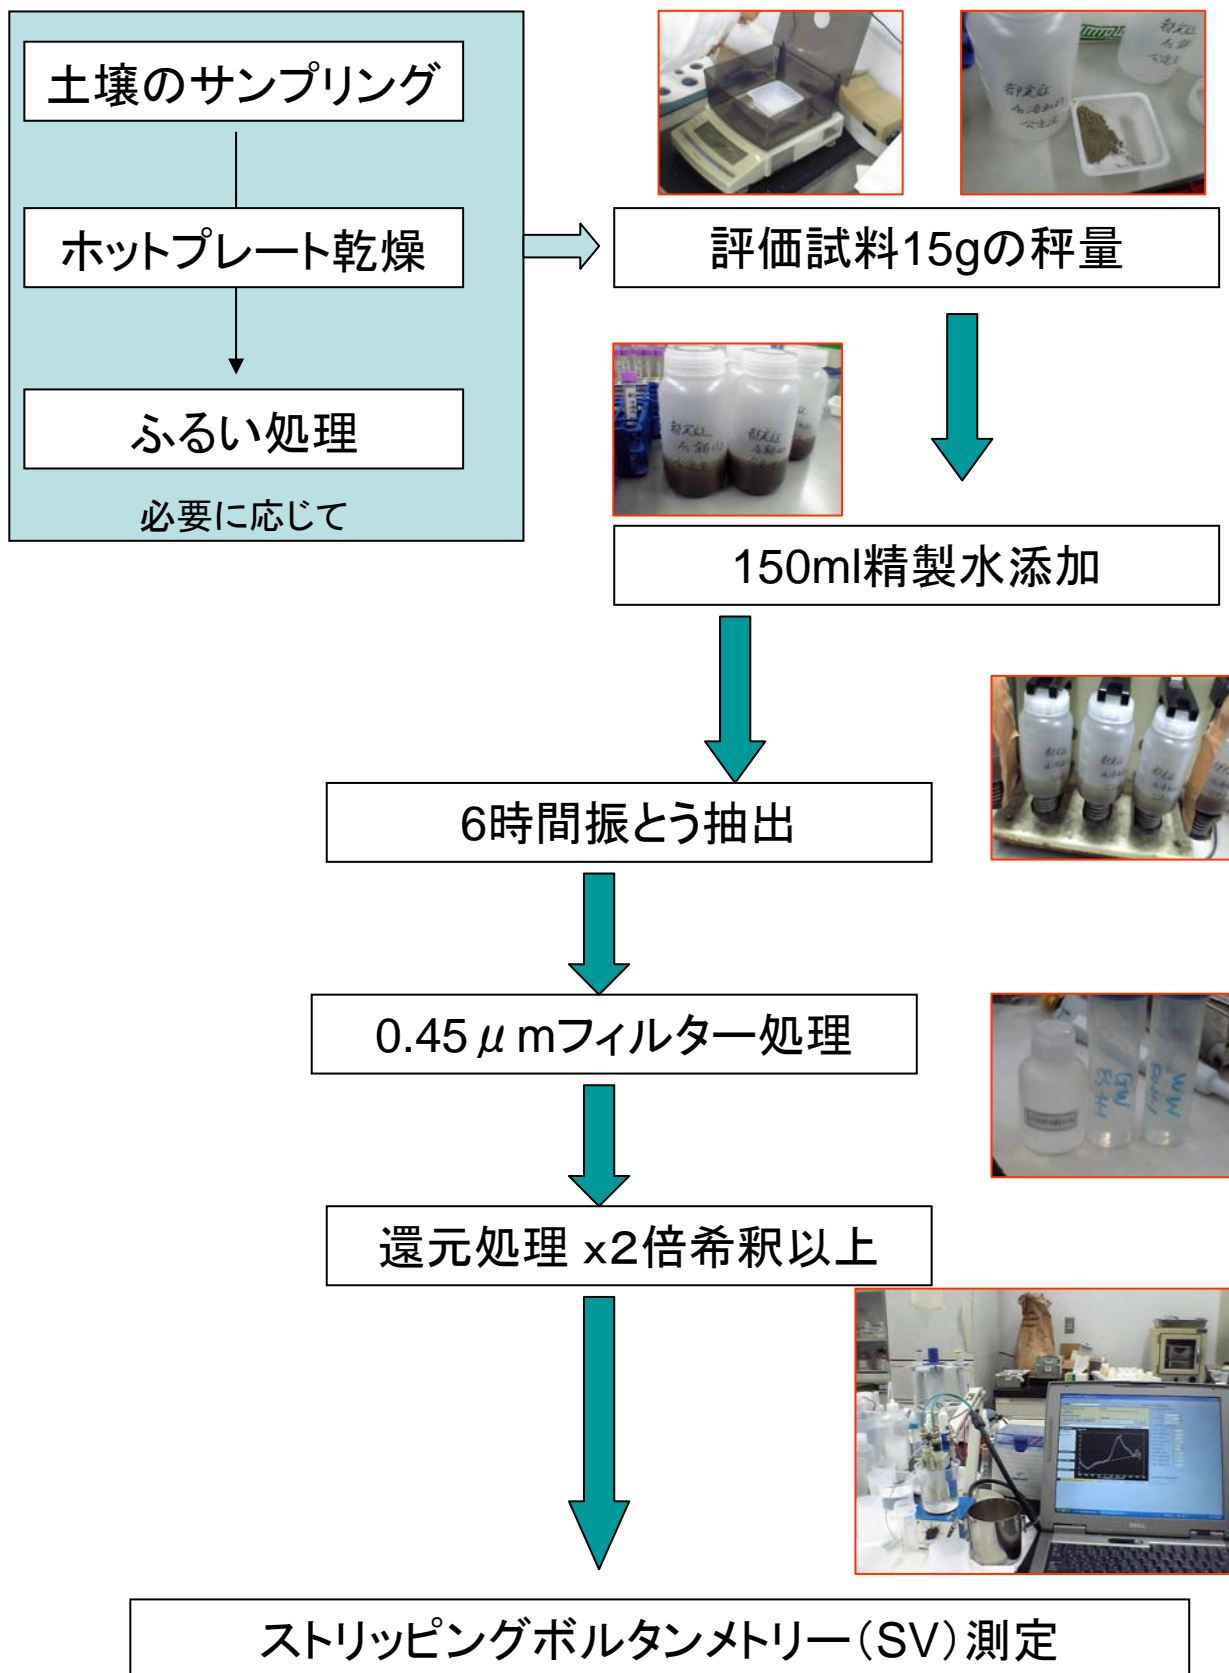 土壌のサンプリング
ホットプレート乾燥
ふるい処理
必要に応じて
評価試料15gの秤量
150ml精製水添加
6時間振とう抽出
0.45μmフィルター処理
還元処理 x2倍希釈以上
ストリッピングボルタンメトリー(SV)測定
GW
WW
DELL